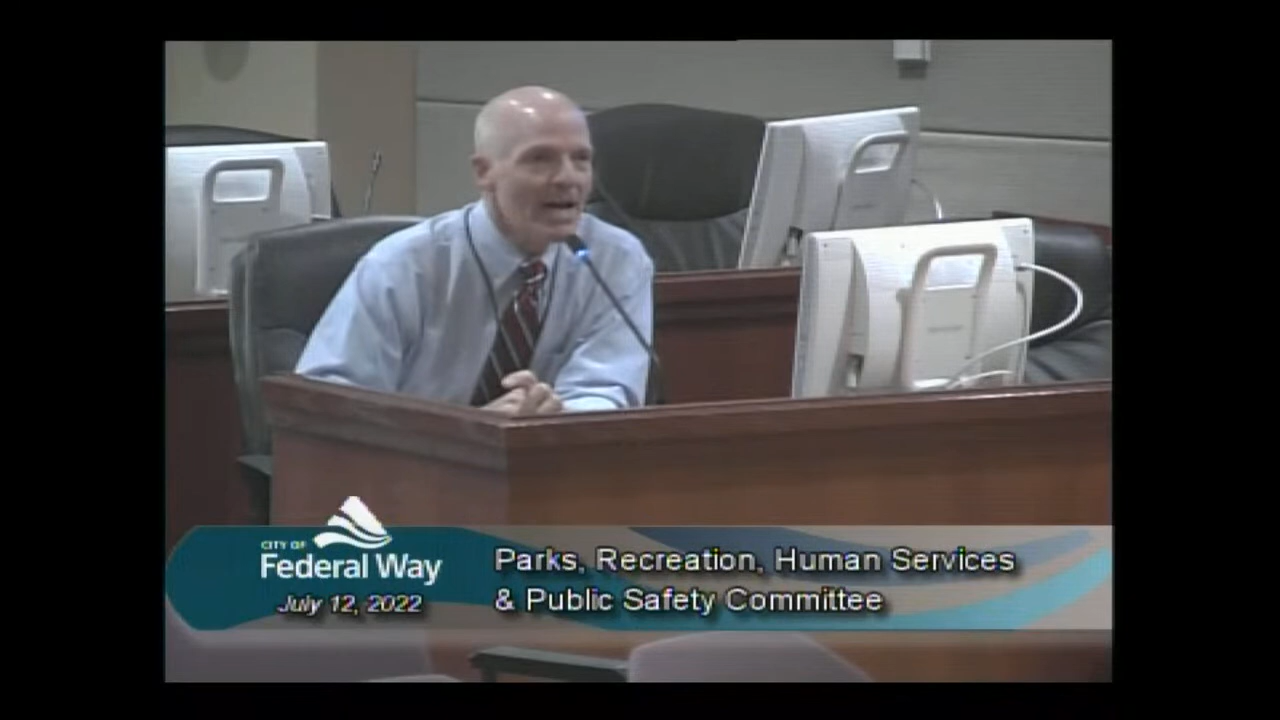 CITY OF
Federal Way
July 12, 2022
Parks, Recreation, Human Services
& Public Safety Committee